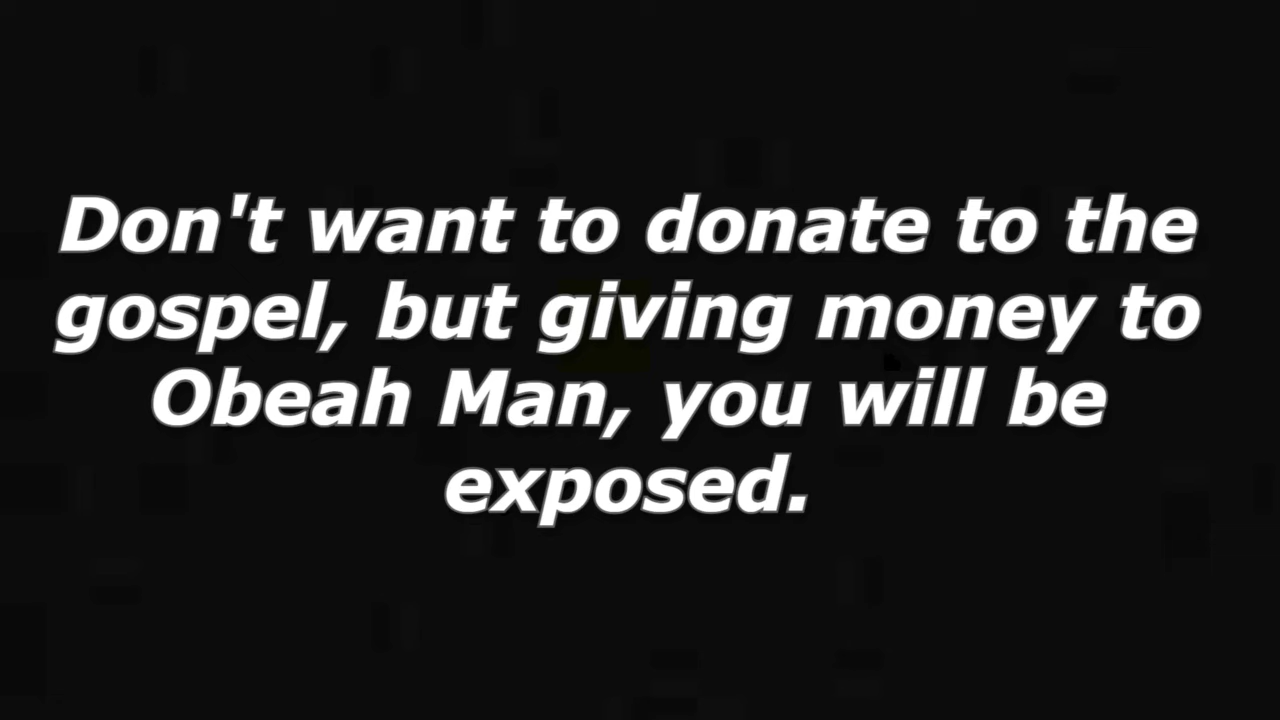 Don't want to donate to the
gospel, but giving money to
Obeah Man, you will be
exposed.